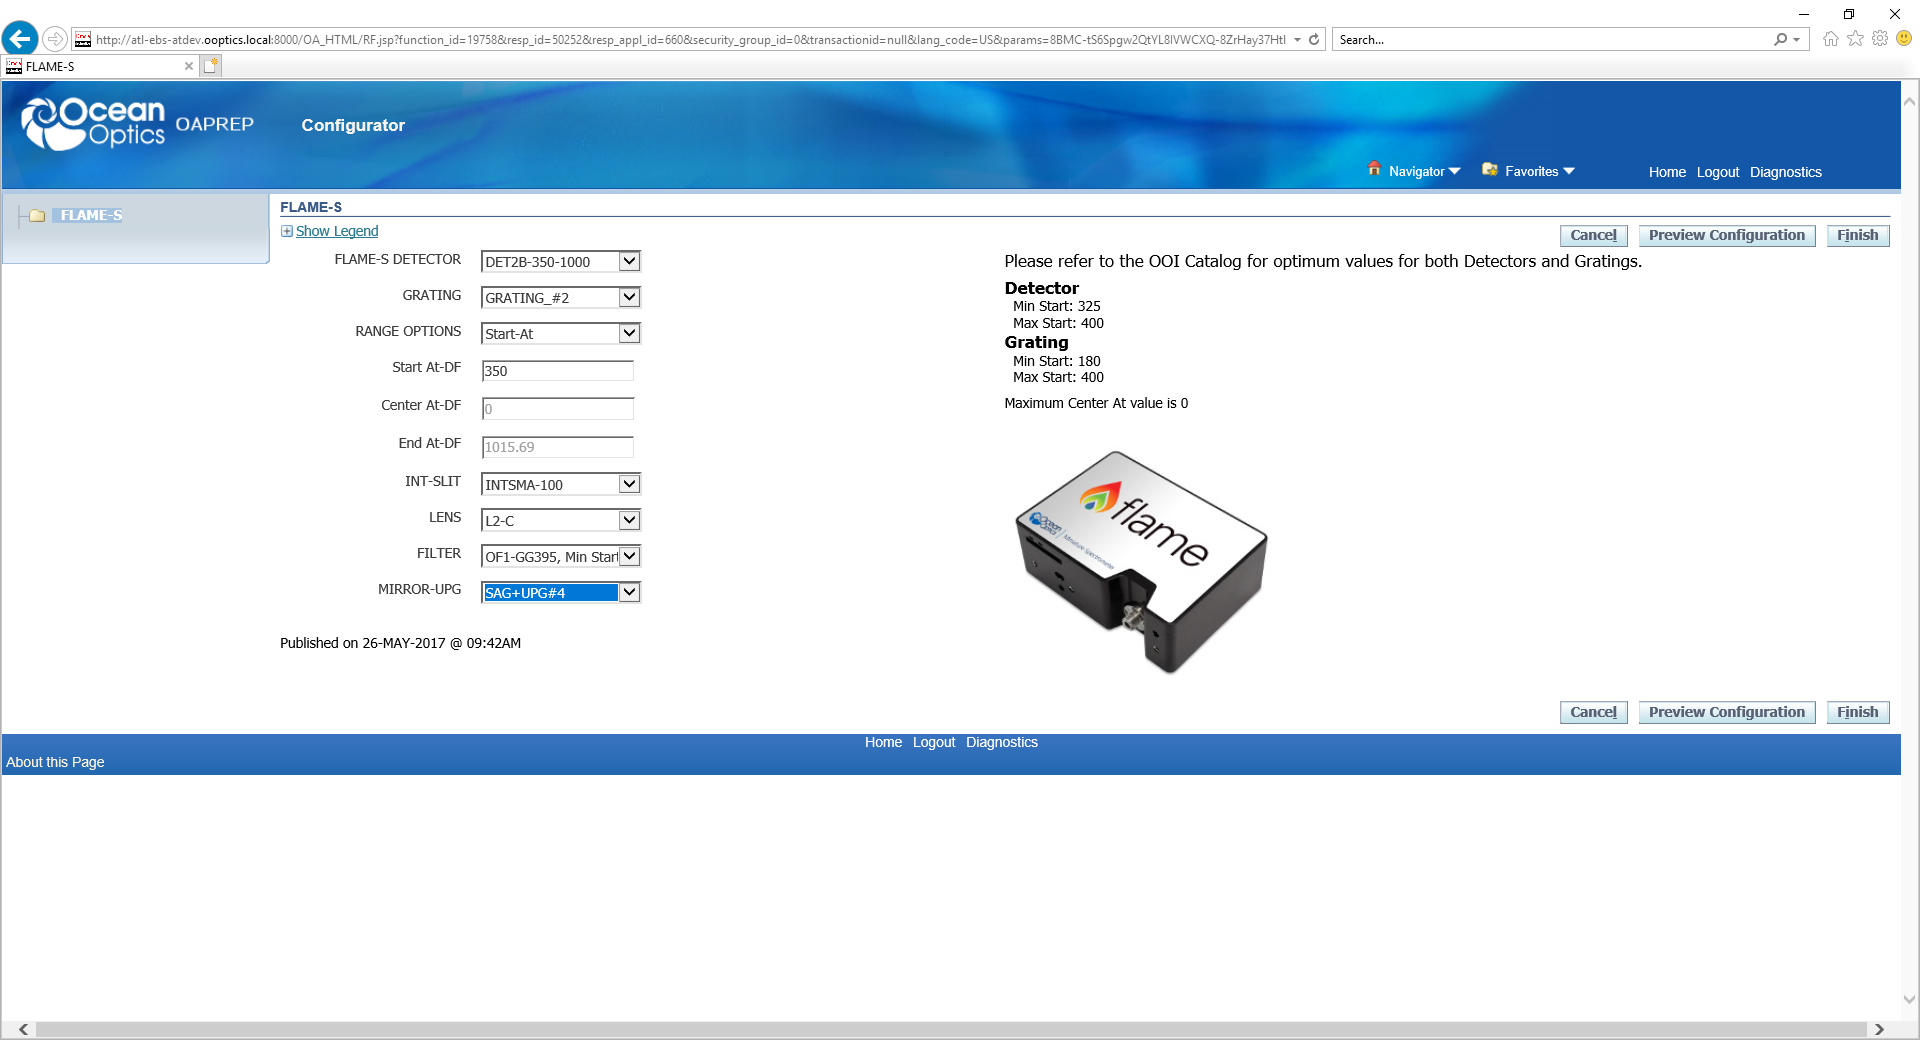 http://atl-ebs-atdev.ooptics.local:8000/OA_HTML/RF.jsp?function_id=19758&resp_id=50252&resp_appl_id=660&security_group_id=0&transactionid=null&lang_code=US&params=8BMC-tS6Spgw2QtYL8lVWCXQ-8ZrHay37Htl
Search...
FLAME-S
Ocean Optics OAPREP
Configurator
Navigator Favorites Home Logout Diagnostics
FLAME-S
FLAME-S
Show Legend
Cancel Preview Configuration Finish
FLAME-S DETECTOR DET2B-350-1000
GRATING GRATING_#2
RANGE OPTIONS Start-At
Start At-DF 350
Center At-DF 0
End At-DF 1015.69
INT-SLIT INTSMA-100
LENS L2-C
FILTER OF1-GG395, Min Start
MIRROR-UPG SAG+UPG#4
Published on 26-MAY-2017 @ 09:42AM
Please refer to the OOI Catalog for optimum values for both Detectors and Gratings.
Detector
Min Start: 325
Max Start: 400
Grating
Min Start: 180
Max Start: 400
Maximum Center At value is 0
flame
Ocean Optics
Miniature Spectrometer
Cancel Preview Configuration Finish
Home Logout Diagnostics
About this Page